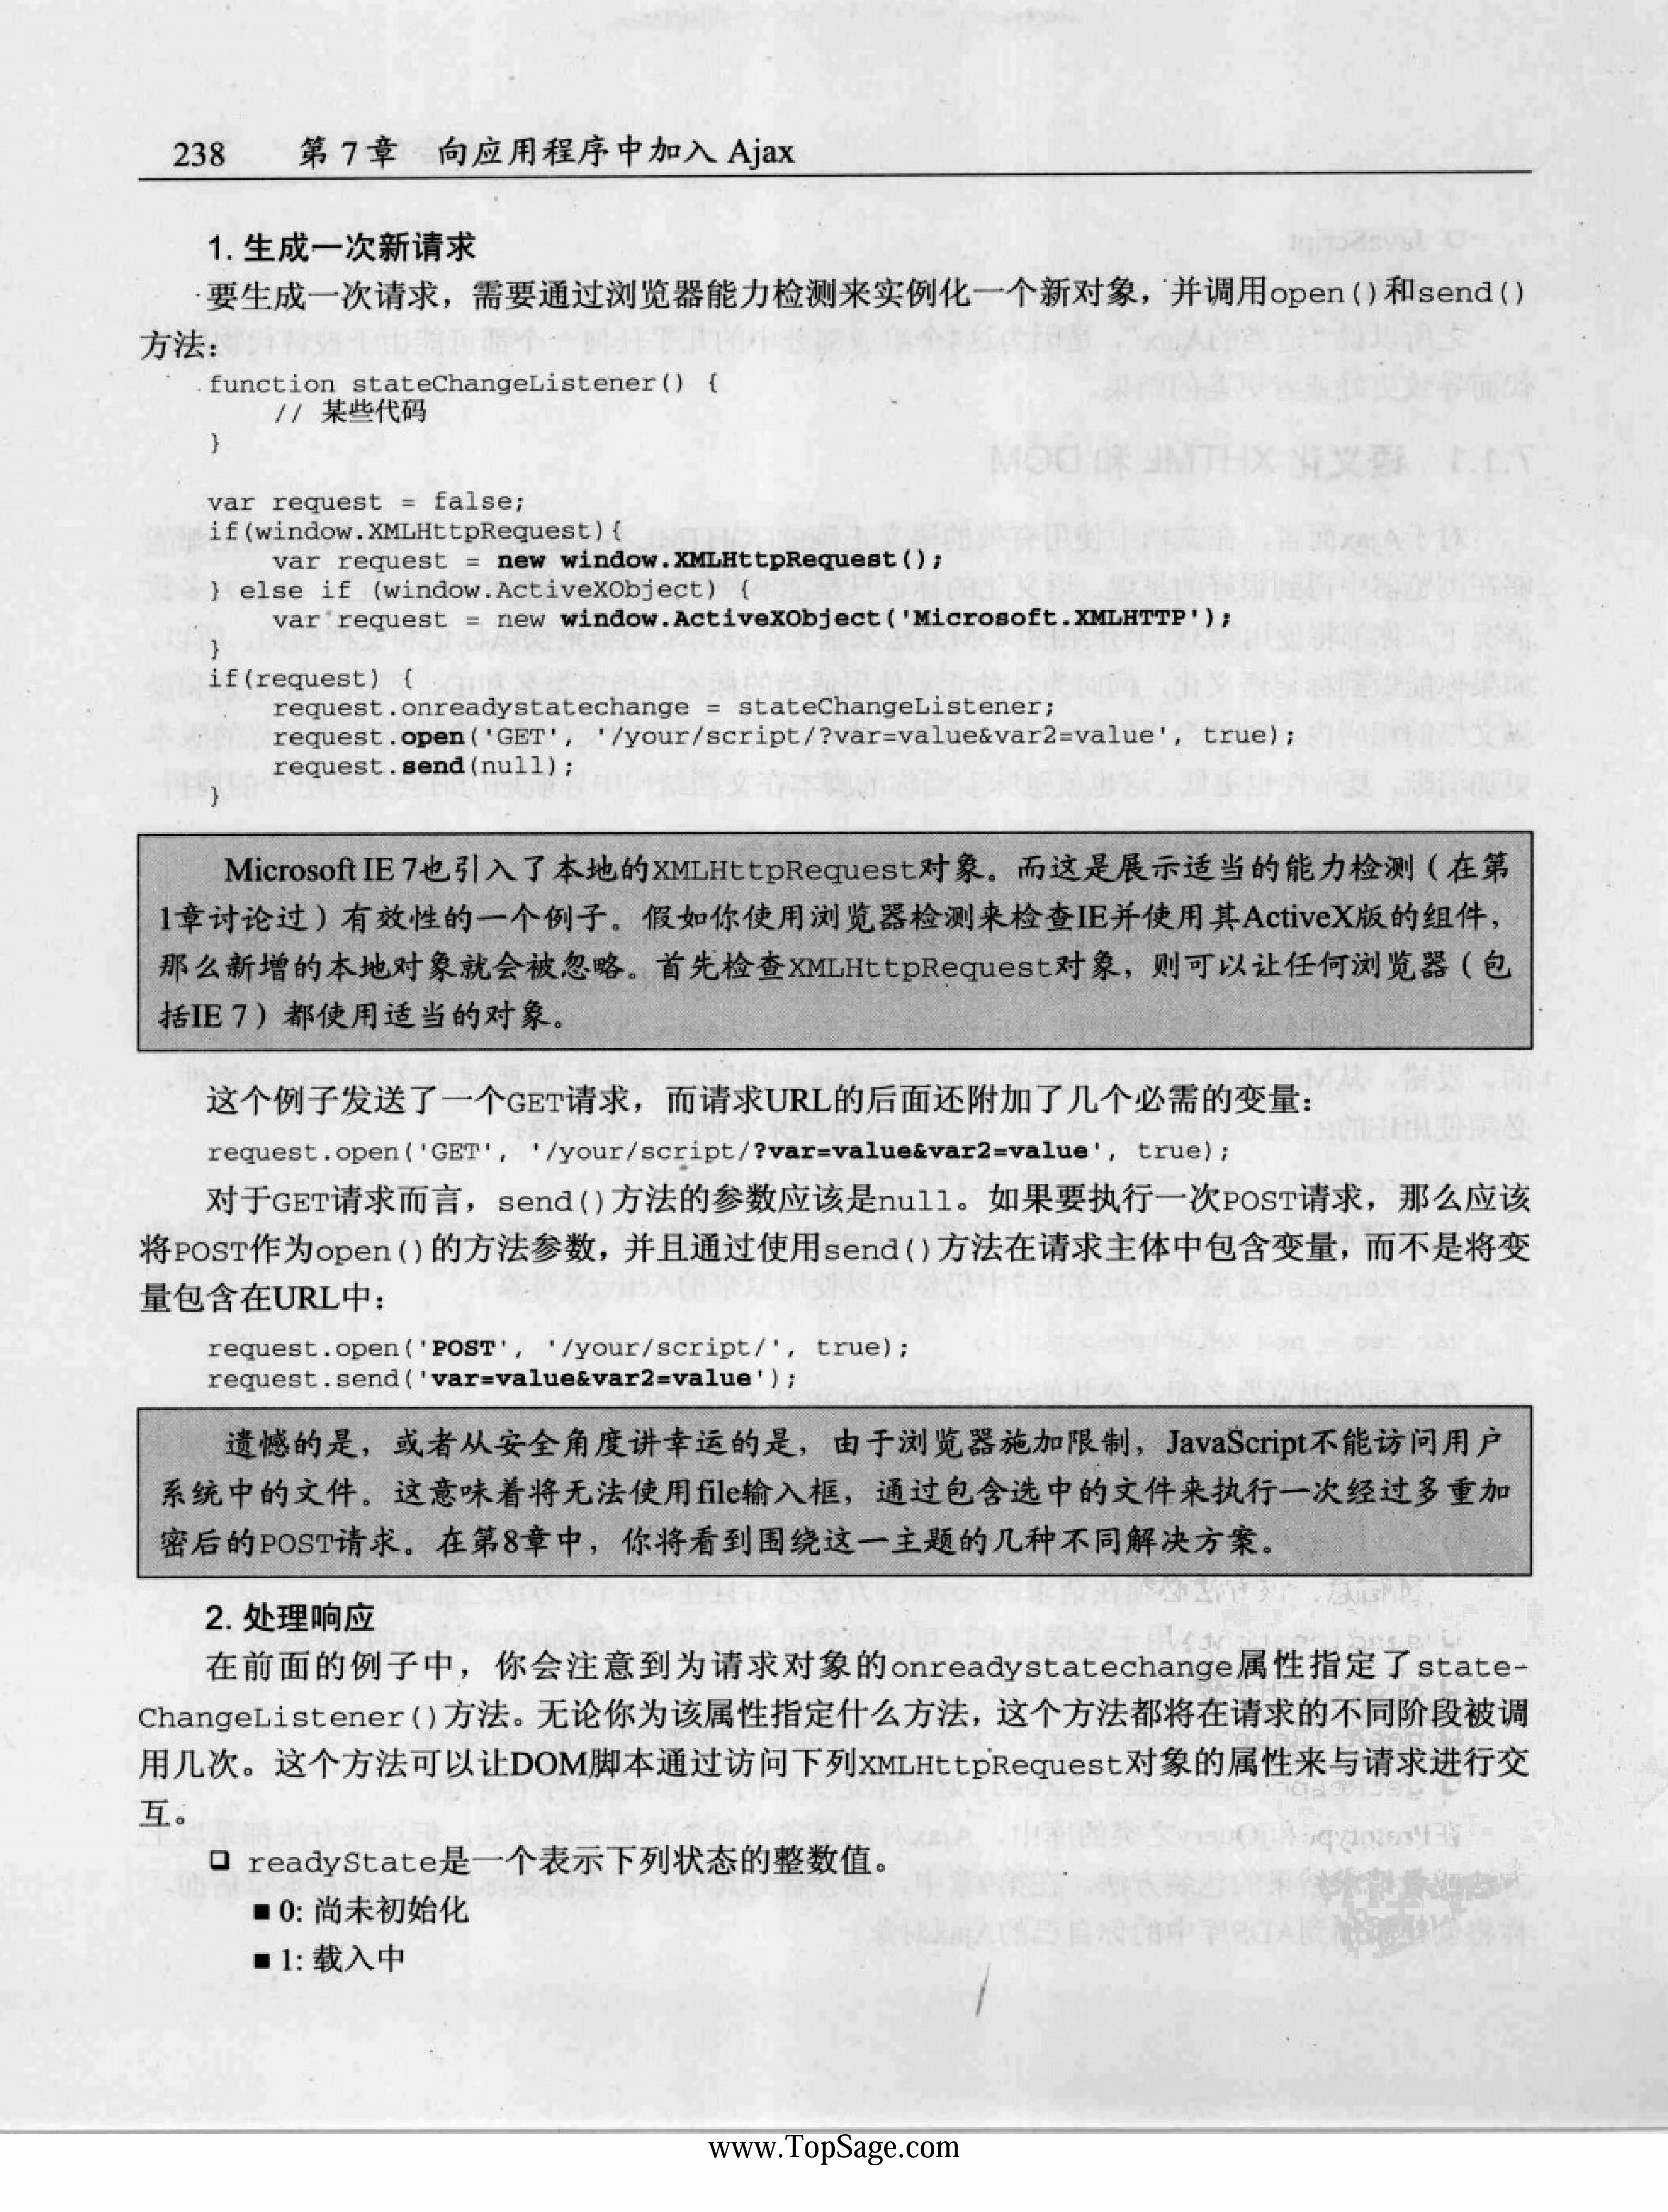 238 第 7 章 向应用程序中加入 Ajax
1. 生成一次新请求
要生成一次请求，需要通过浏览器能力检测来实例化一个新对象，并调用open()和send()
方法：
function stateChangeListener() {
// 某些代码
}
var request = false;
if(window.XMLHttpRequest){
var request = new window.XMLHttpRequest();
} else if (window.ActiveXObject) {
var request = new window.ActiveXObject('Microsoft.XMLHTTP');
}
if(request) {
request.onreadystatechange = stateChangeListener;
request.open('GET', '/your/script/?var=value&var2=value', true);
request.send(null);
}
Microsoft IE 7也引入了本地的XMLHttpRequest对象。而这是展示适当的能力检测（在第
1章讨论过）有效性的一个例子。假如你使用浏览器检测来检查IE并使用其ActiveX版的组件，
那么新增的本地对象就会被忽略。首先检查XMLHttpRequest对象，则可以让任何浏览器（包
括IE 7）都使用适当的对象。
这个例子发送了一个GET请求，而请求URL的后面还附加了几个必需的变量：
request.open('GET', '/your/script/?var=value&var2=value', true);
对于GET请求而言，send()方法的参数应该是null。如果要执行一次POST请求，那么应该
将POST作为open()的方法参数，并且通过使用send()方法在请求主体中包含变量，而不是将变
量包含在URL中：
request.open('POST', '/your/script/', true);
request.send('var=value&var2=value');
遗憾的是，或者从安全角度讲幸运的是，由于浏览器施加限制，JavaScript不能访问用户
系统中的文件。这意味着将无法使用file输入框，通过包含选中的文件来执行一次经过多重加
密后的POST请求。在第8章中，你将看到围绕这一主题的几种不同解决方案。
2. 处理响应
在前面的例子中，你会注意到为请求对象的onreadystatechange属性指定了state-
ChangeListener()方法。无论你为该属性指定什么方法，这个方法都将在请求的不同阶段被调
用几次。这个方法可以让DOM脚本通过访问下列XMLHttpRequest对象的属性来与请求进行交
互。
❑ readyState是一个表示下列状态的整数值。
■ 0: 尚未初始化
■ 1: 载入中
www.TopSage.com